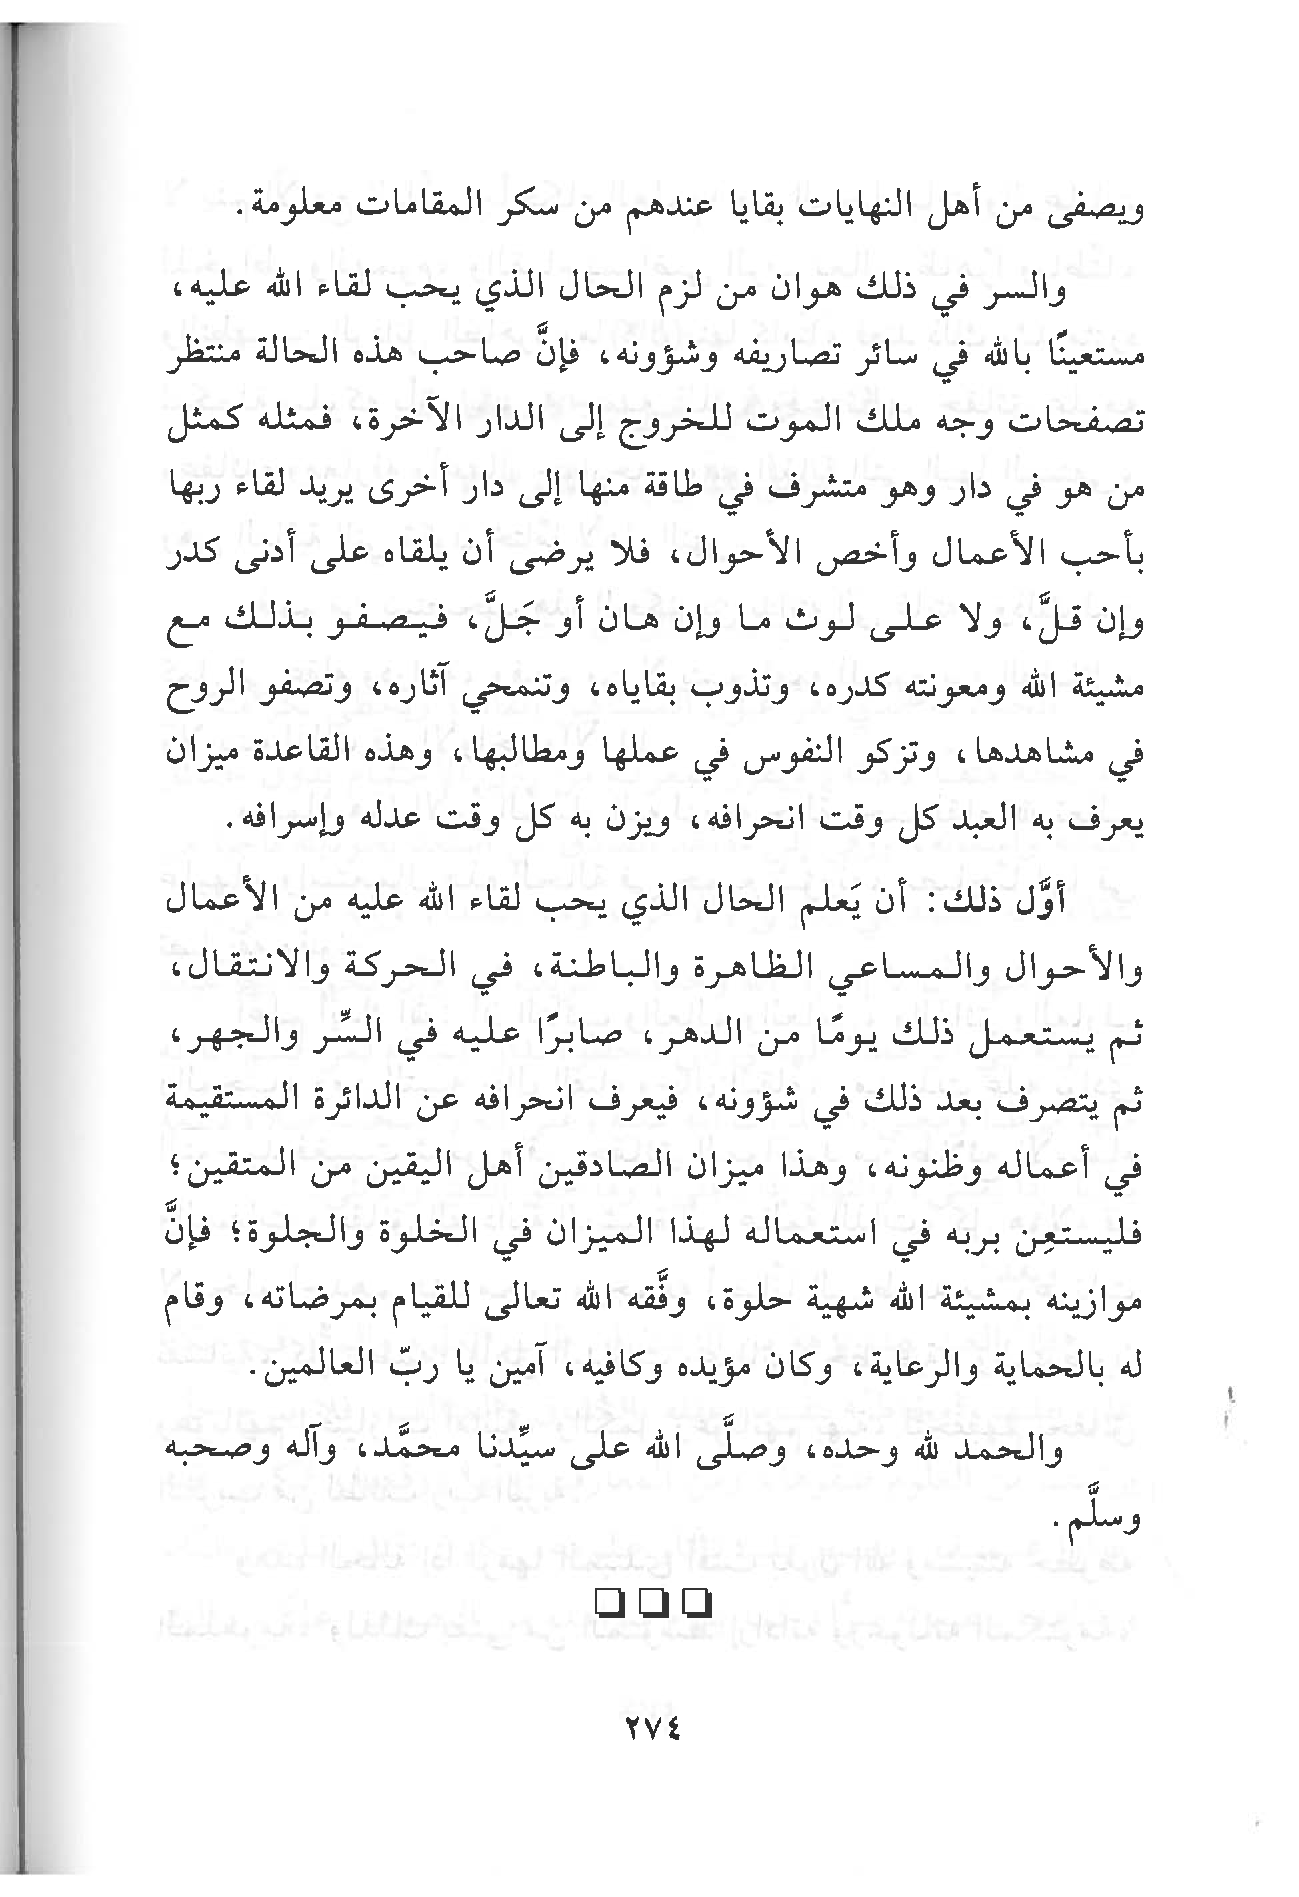 ويصفى من أهل النهايات بقايا عندهم من سكر المقامات معلومة.
والسر في ذلك هوان من لزم الحال الذي يحب لقاء الله عليه،
مستعينًا بالله في سائر تصاريفه وشؤونه، فإنَّ صاحب هذه الحالة منتظر
تصفحات وجه ملك الموت للخروج إلى الدار الآخرة، فمثله كمثل
من هو في دار وهو متشرف في طاقة منها إلى دار أخرى يريد لقاء ربها
بأحب الأعمال وأخص الأحوال، فلا يرضى أن يلقاه على أدنى كدر
وإن قلَّ، ولا على لوث ما وإن هان أو جَلَّ، فيصفو بذلك مع
مشيئة الله ومعونته كدره، وتذوب بقاياه، وتنمحي آثاره، وتصفو الروح
في مشاهدها، وتزكو النفوس في عملها ومطالبها، وهذه القاعدة ميزان
يعرف به العبد كل وقت انحرافه، ويزن به كل وقت عدله وإسرافه.
أوَّل ذلك: أن يَعلم الحال الذي يحب لقاء الله عليه من الأعمال
والأحوال والمساعي الظاهرة والباطنة، في الحركة والانتقال،
ثم يستعمل ذلك يومًا من الدهر، صابرًا عليه في السِّر والجهر،
ثم يتصرف بعد ذلك في شؤونه، فيعرف انحرافه عن الدائرة المستقيمة
في أعماله وظنونه، وهذا ميزان الصادقين أهل اليقين من المتقين؛
فليستعِن بربه في استعماله لهذا الميزان في الخلوة والجلوة؛ فإنَّ
موازينه بمشيئة الله شهية حلوة، وفَّقه الله تعالى للقيام بمرضاته، وقام
له بالحماية والرعاية، وكان مؤيده وكافيه، آمين يا ربّ العالمين.
والحمد لله وحده، وصلَّى الله على سيِّدنا محمَّد، وآله وصحبه
وسلَّم.
٢٧٤